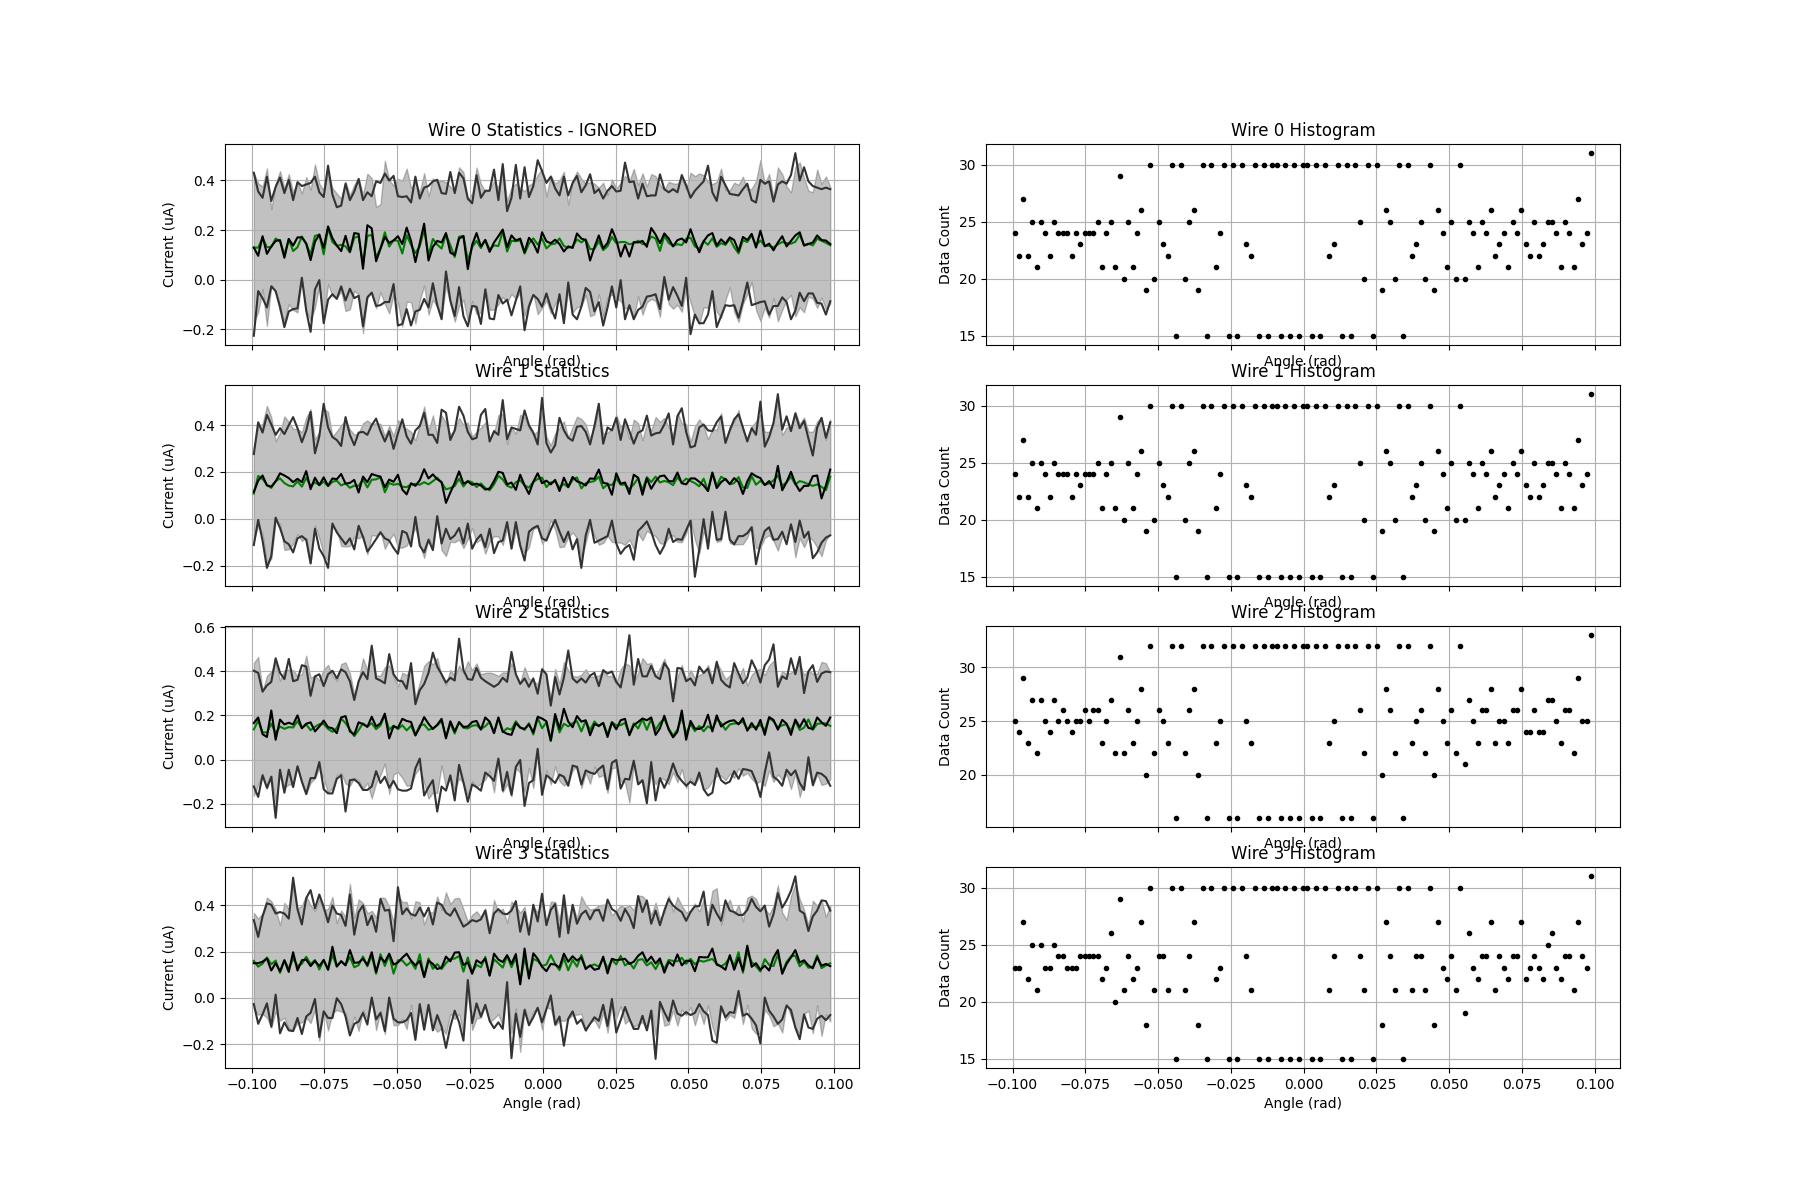 Wire 0 Statistics - IGNORED
Current (uA)
0.4
0.2
0.0
−0.2
Angle (rad)
Wire 0 Histogram
Data Count
30
25
20
15
Angle (rad)
Wire 1 Statistics
Current (uA)
0.4
0.2
0.0
−0.2
Angle (rad)
Wire 1 Histogram
Data Count
30
25
20
15
Angle (rad)
Wire 2 Statistics
Current (uA)
0.6
0.4
0.2
0.0
−0.2
Angle (rad)
Wire 2 Histogram
Data Count
30
25
20
Angle (rad)
Wire 3 Statistics
Current (uA)
0.4
0.2
0.0
−0.2
−0.100 −0.075 −0.050 −0.025 0.000 0.025 0.050 0.075 0.100
Angle (rad)
Wire 3 Histogram
Data Count
30
25
20
15
−0.100 −0.075 −0.050 −0.025 0.000 0.025 0.050 0.075 0.100
Angle (rad)